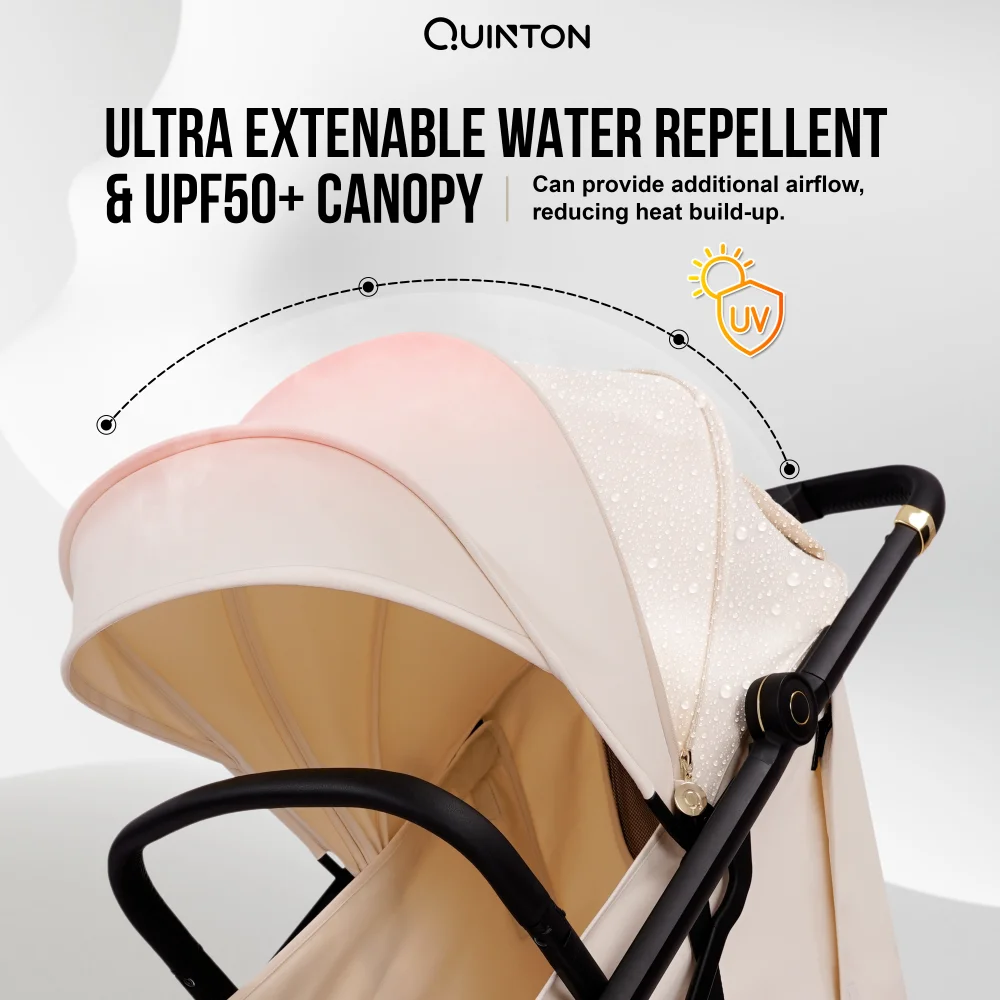 QUINTON
ULTRA EXTENABLE WATER REPELLENT
& UPF50+ CANOPY
Can provide additional airflow,
reducing heat build-up.
UV